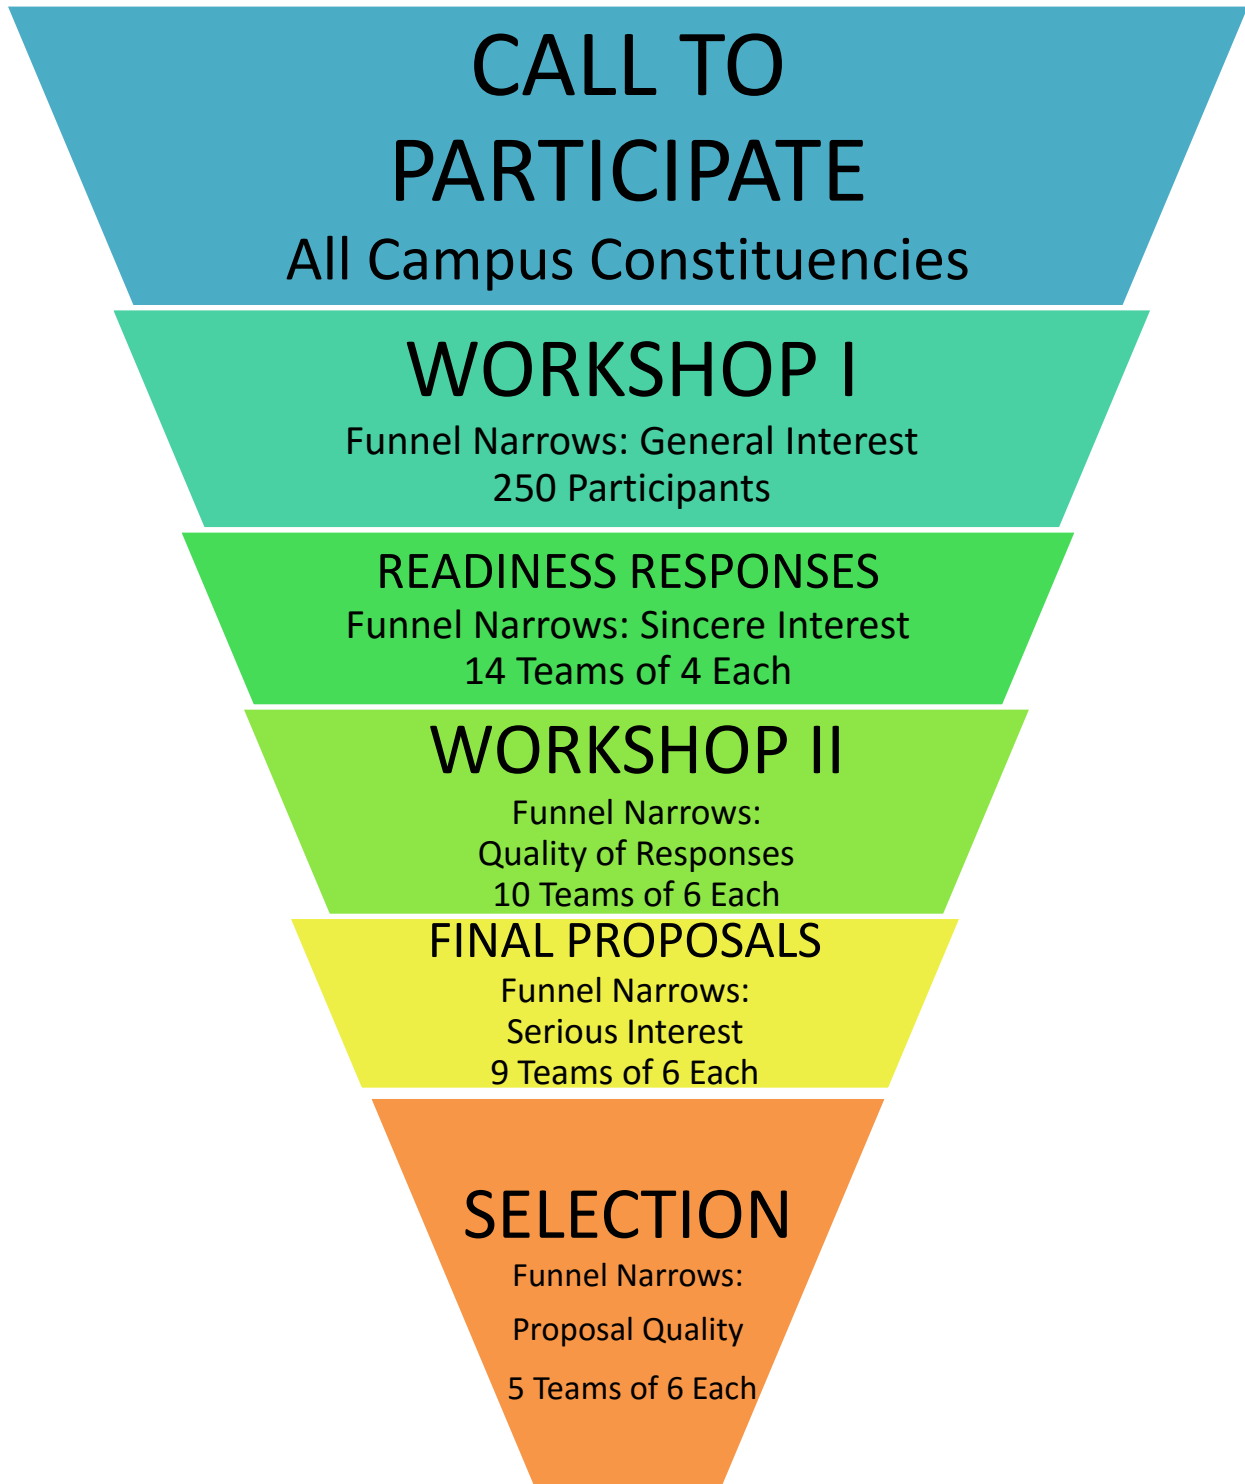 CALL TO
PARTICIPATE
All Campus Constituencies
WORKSHOP I
Funnel Narrows: General Interest
250 Participants
READINESS RESPONSES
Funnel Narrows: Sincere Interest
14 Teams of 4 Each
WORKSHOP II
Funnel Narrows:
Quality of Responses
10 Teams of 6 Each
FINAL PROPOSALS
Funnel Narrows:
Serious Interest
9 Teams of 6 Each
SELECTION
Funnel Narrows:
Proposal Quality
5 Teams of 6 Each